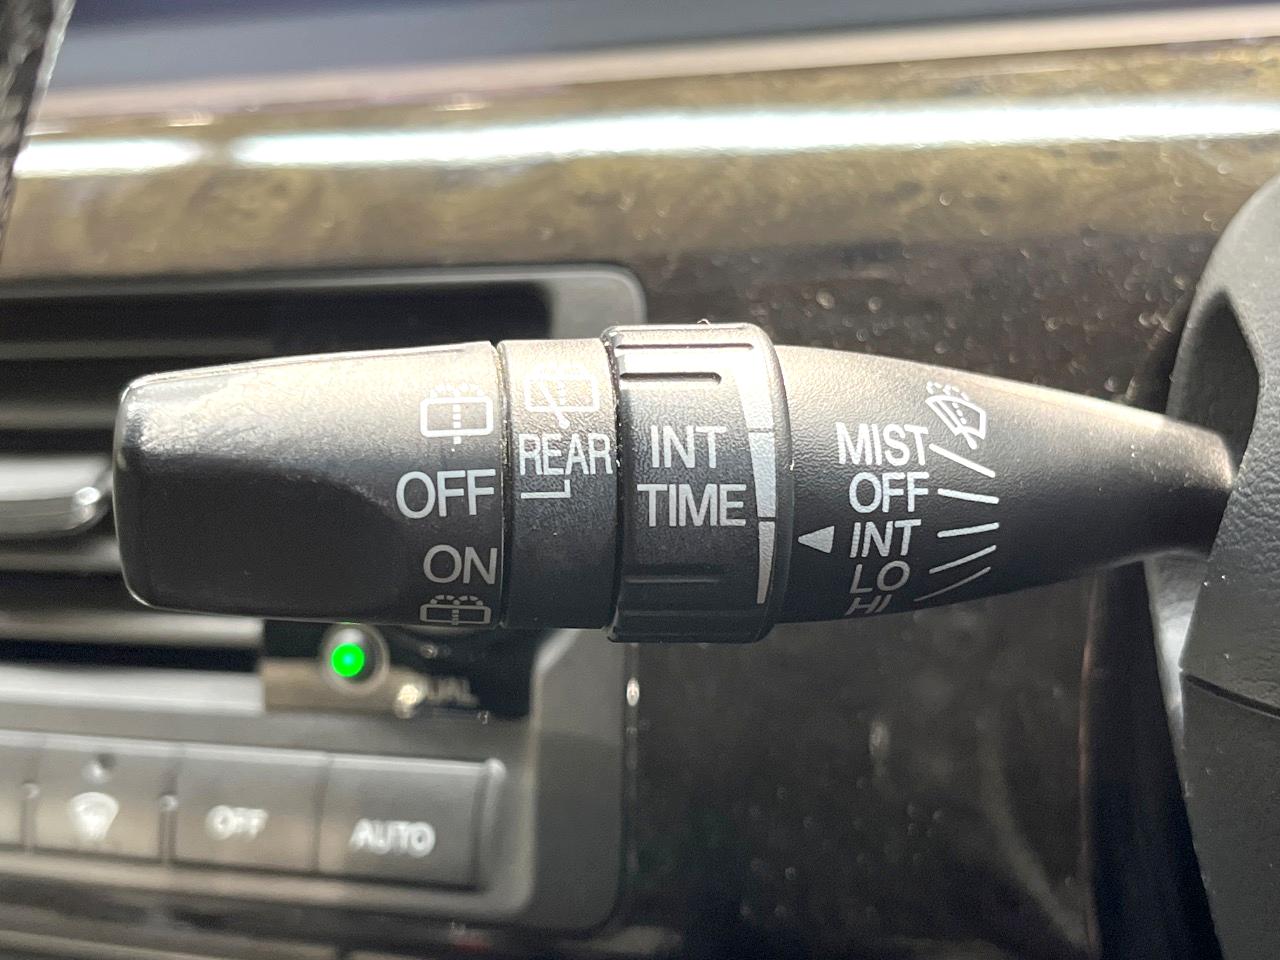 OFF
ON
REAR
INT
TIME
MIST
OFF
INT
LO
HI
OFF
AUTO